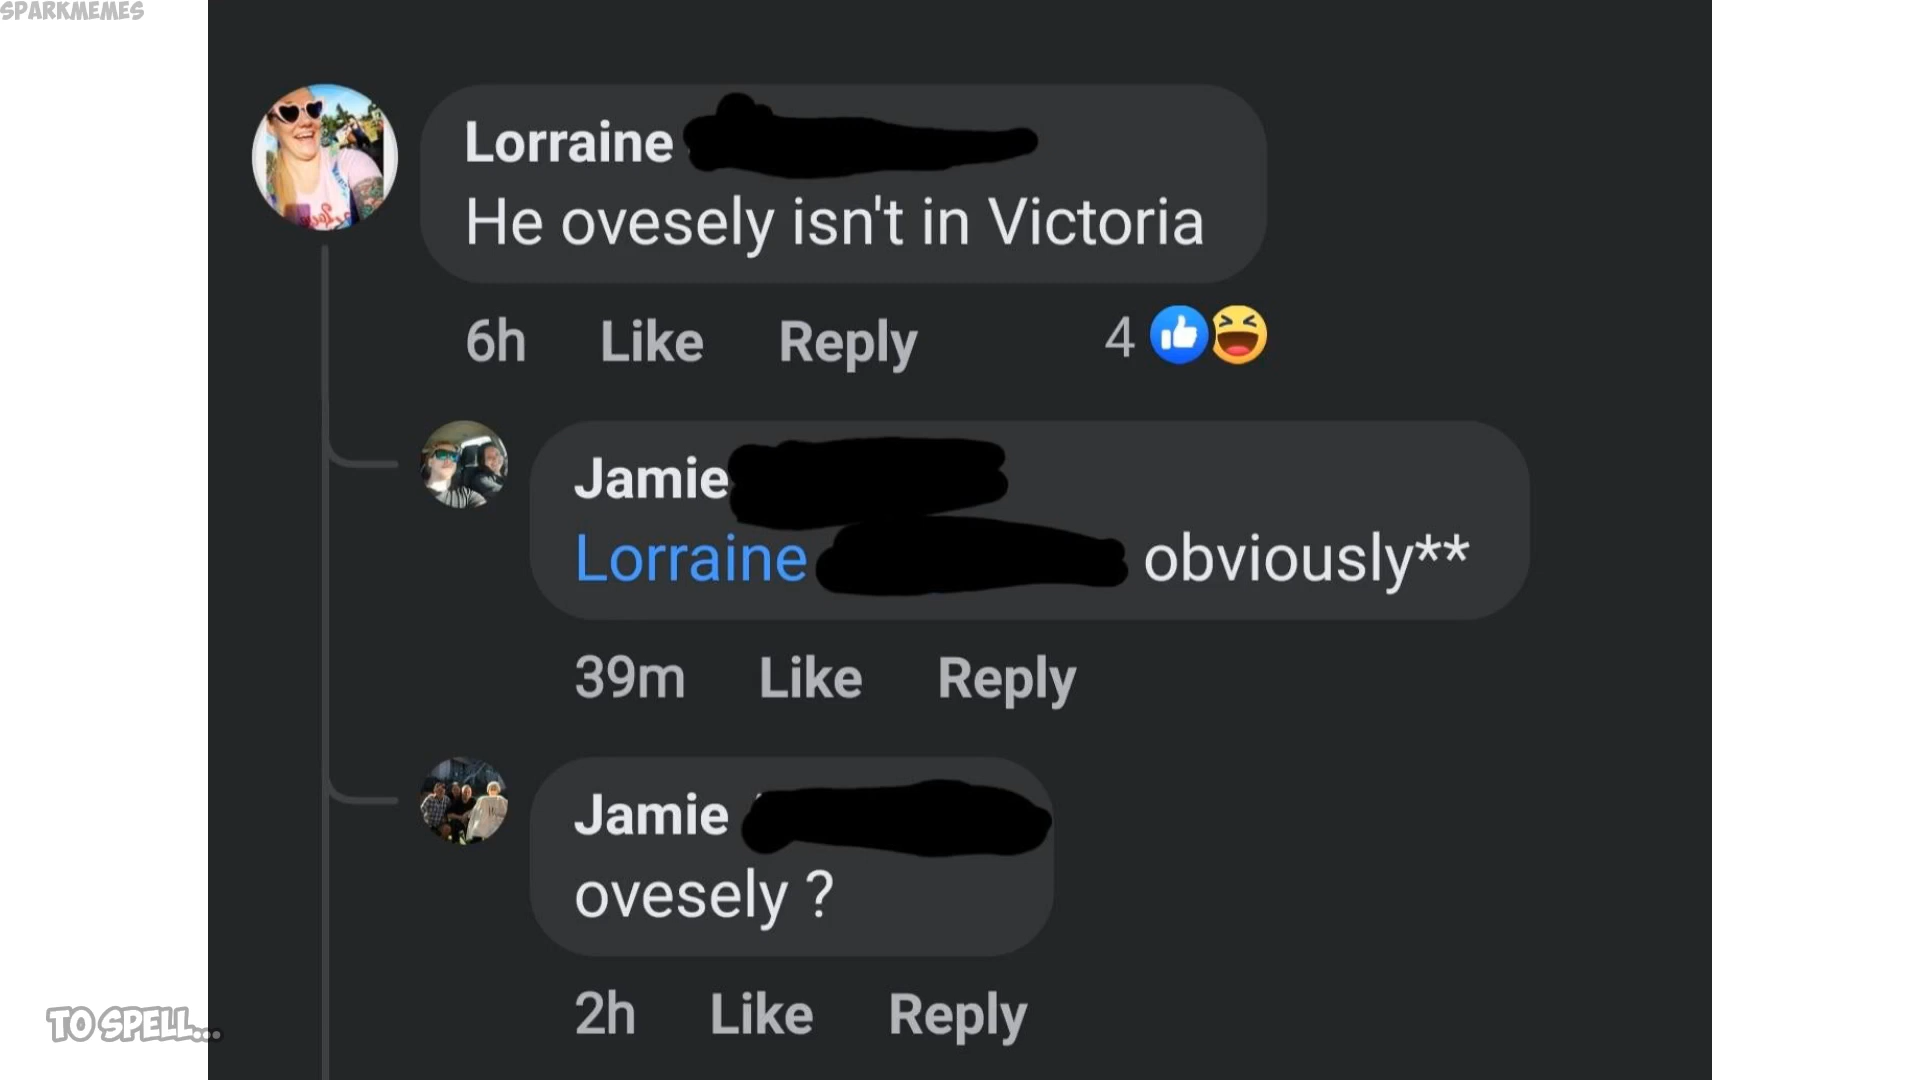 SPARKMEMES
Lorraine
He ovesely isn't in Victoria
6h Like Reply 4
Jamie
Lorraine obviously**
39m Like Reply
Jamie
ovesely ?
2h Like Reply
TO SPELL...